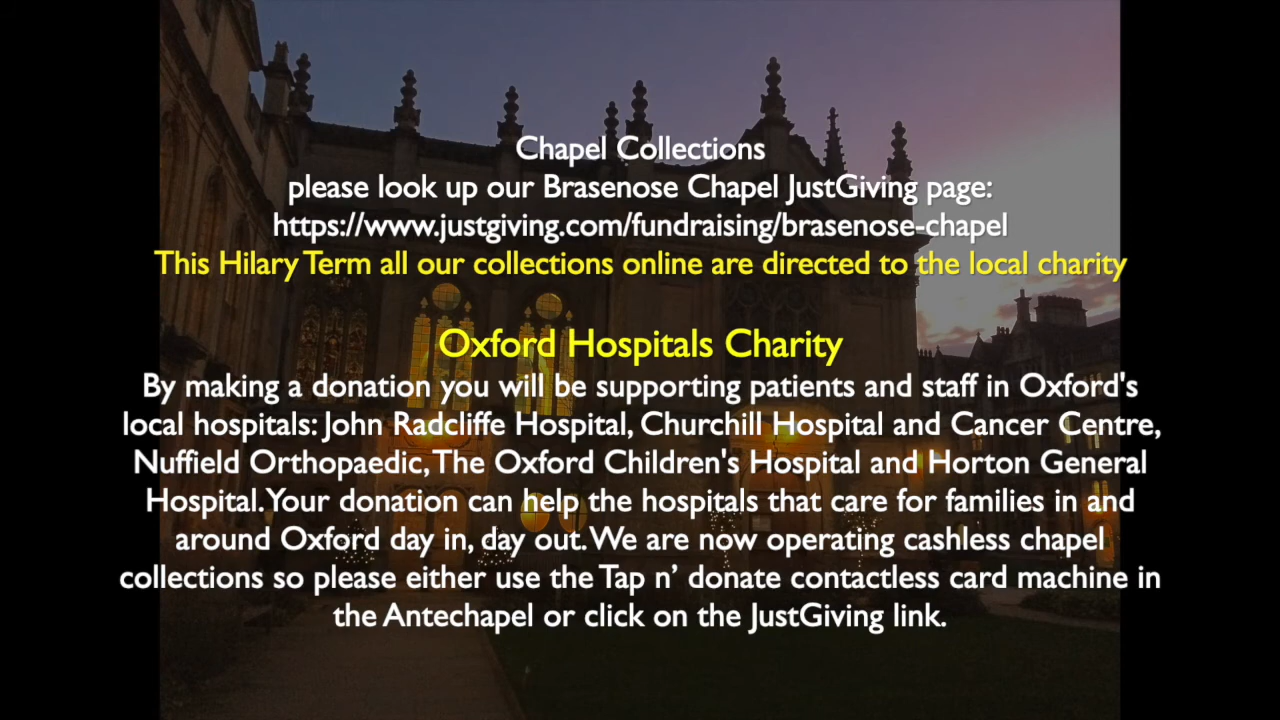 Chapel Collections
please look up our Brasenose Chapel JustGiving page:
https://www.justgiving.com/fundraising/brasenose-chapel
This Hilary Term all our collections online are directed to the local charity
Oxford Hospitals Charity
By making a donation you will be supporting patients and staff in Oxford's
local hospitals: John Radcliffe Hospital, Churchill Hospital and Cancer Centre,
Nuffield Orthopaedic, The Oxford Children's Hospital and Horton General
Hospital. Your donation can help the hospitals that care for families in and
around Oxford day in, day out. We are now operating cashless chapel
collections so please either use the Tap n’ donate contactless card machine in
the Antechapel or click on the JustGiving link.